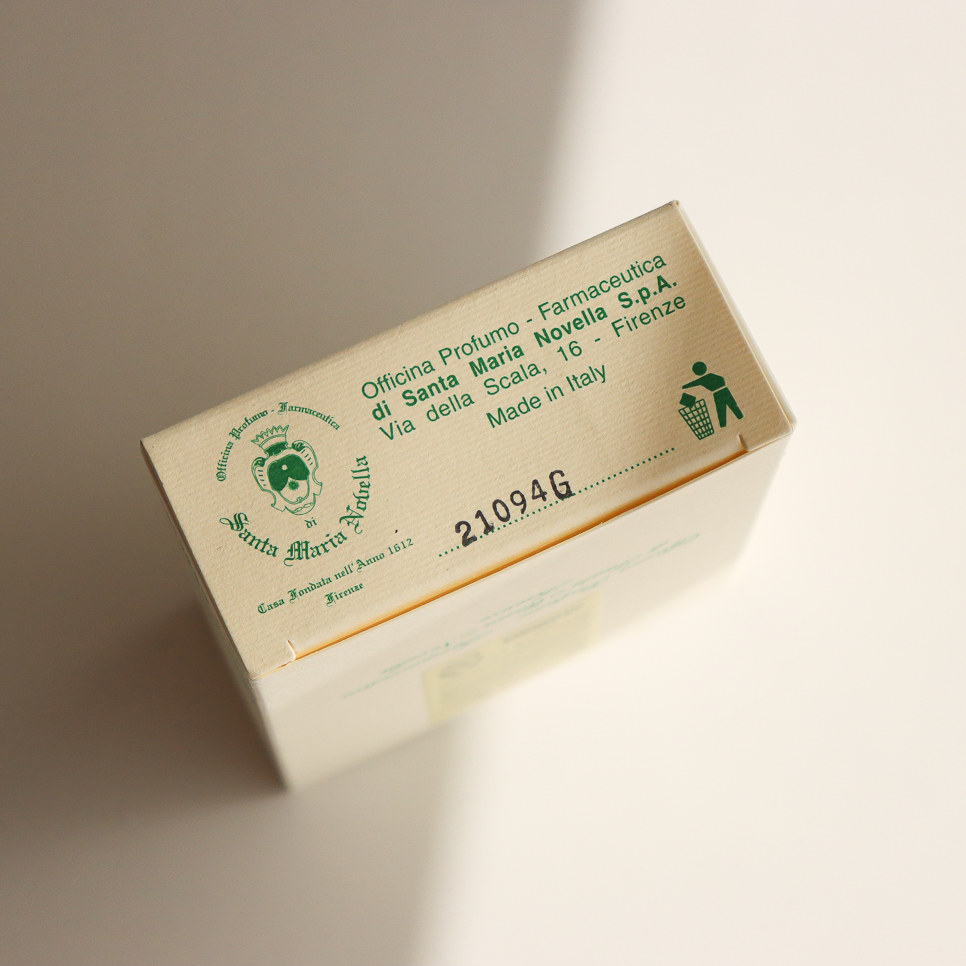 Officina Profumo - Farmaceutica
di
Santa Maria Novella
Casa Fondata nell'Anno 1612
Firenze
Officina Profumo - Farmaceutica
di Santa Maria Novella S.p.A.
Via della Scala, 16 - Firenze
Made in Italy
21094G